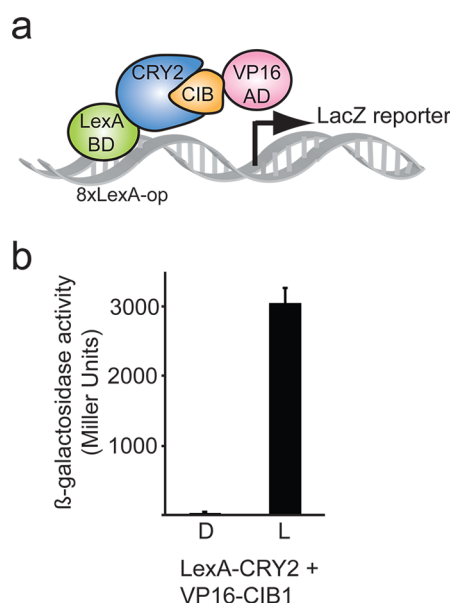 a
CRY2
CIB
VP16
AD
LexA
BD
LacZ reporter
8xLexA-op
b
ß-galactosidase activity
(Miller Units)
3000
2000
1000
D
L
LexA-CRY2 +
VP16-CIB1